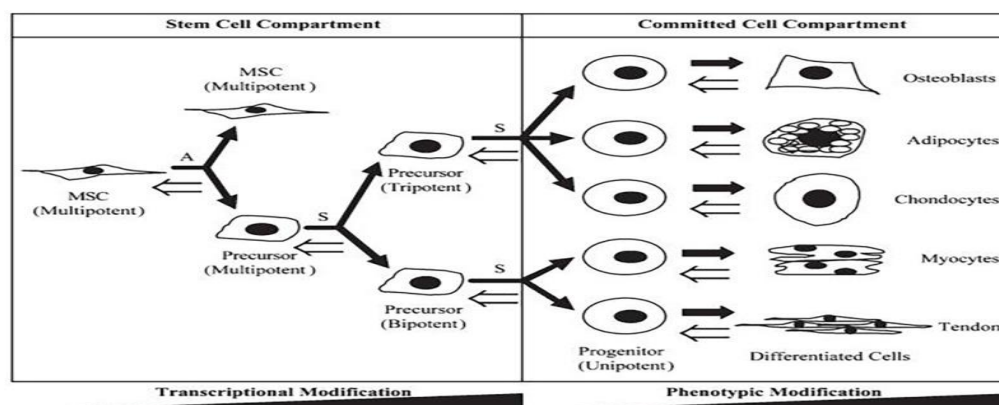 Stem Cell Compartment
Committed Cell Compartment
MSC
(Multipotent)
A
MSC
(Multipotent)
Precursor
(Multipotent)
S
Precursor
(Tripotent)
S
Precursor
(Bipotent)
S
Osteoblasts
Adipocytes
Chondocytes
Myocytes
Tendon
Progenitor
(Unipotent)
Differentiated Cells
Transcriptional Modification
Phenotypic Modification